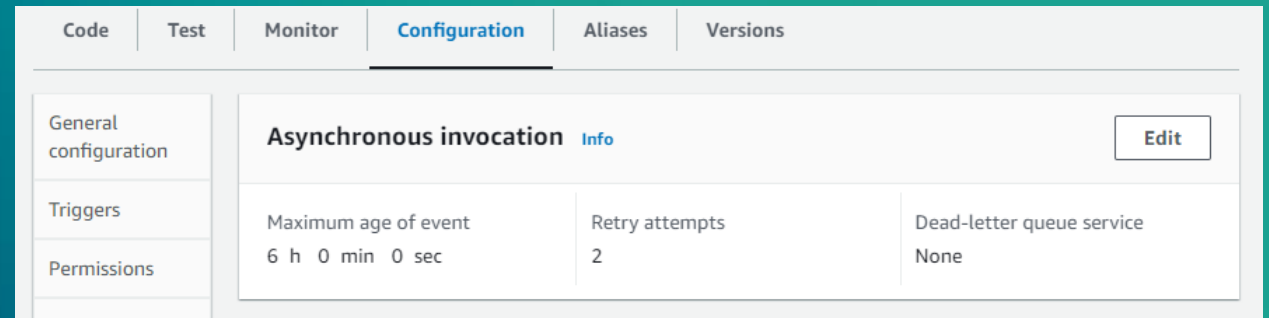 Code Test Monitor Configuration Aliases Versions
General
configuration
Triggers
Permissions
Asynchronous invocation Info Edit
Maximum age of event Retry attempts Dead-letter queue service
6 h 0 min 0 sec 2 None